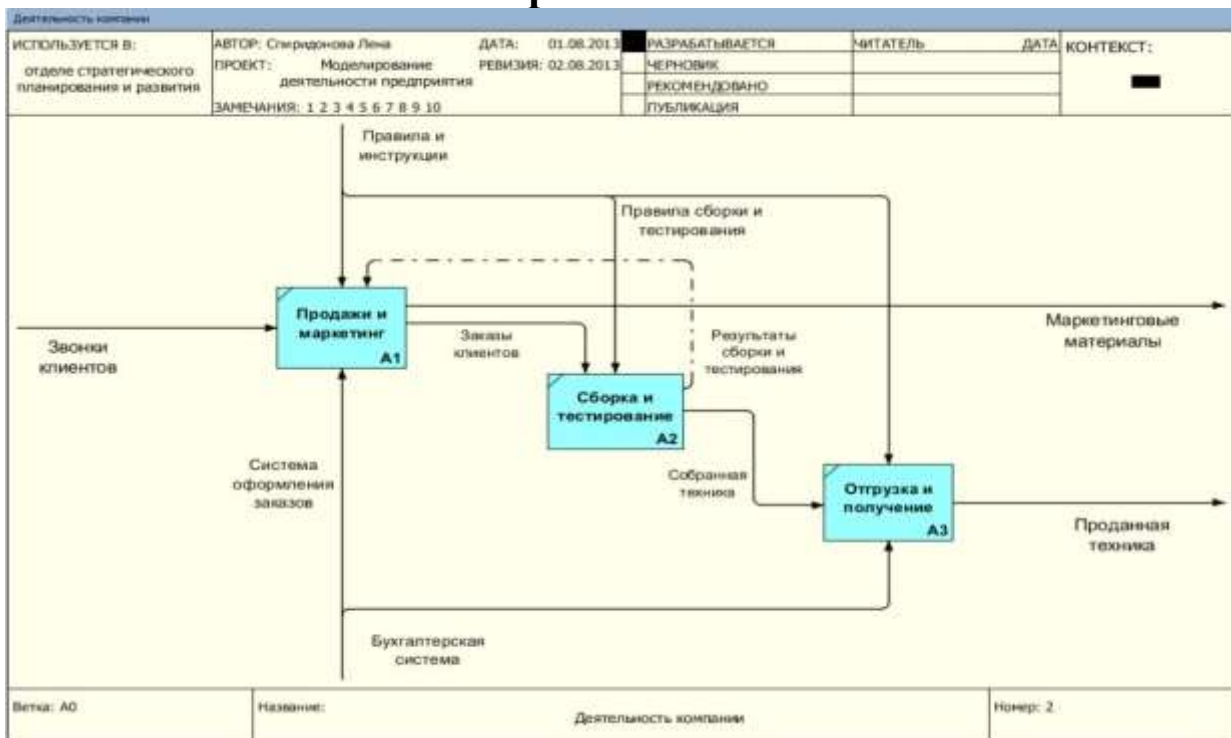 Деятельность компании
ИСПОЛЬЗУЕТСЯ В:
отделе стратегического
планирования и развития
АВТОР: Спиридонова Лена
ДАТА: 01.08.2013
ПРОЕКТ: Моделирование
деятельности предприятия
РЕВИЗИЯ: 02.08.2013
ЗАМЕЧАНИЯ: 1 2 3 4 5 6 7 8 9 10
РАЗРАБАТЫВАЕТСЯ
ЧЕРНОВИК
РЕКОМЕНДОВАНО
ПУБЛИКАЦИЯ
ЧИТАТЕЛЬ
ДАТА
КОНТЕКСТ:
Правила и
инструкции
Правила сборки и
тестирования
Продажи и
маркетинг
A1
Звонки
клиентов
Заказы
клиентов
Результаты
сборки и
тестирования
Маркетинговые
материалы
Сборка и
тестирование
A2
Система
оформления
заказов
Собранная
техника
Отгрузка и
получение
A3
Проданная
техника
Бухгалтерская
система
Ветка: A0
Название:
Деятельность компании
Номер: 2